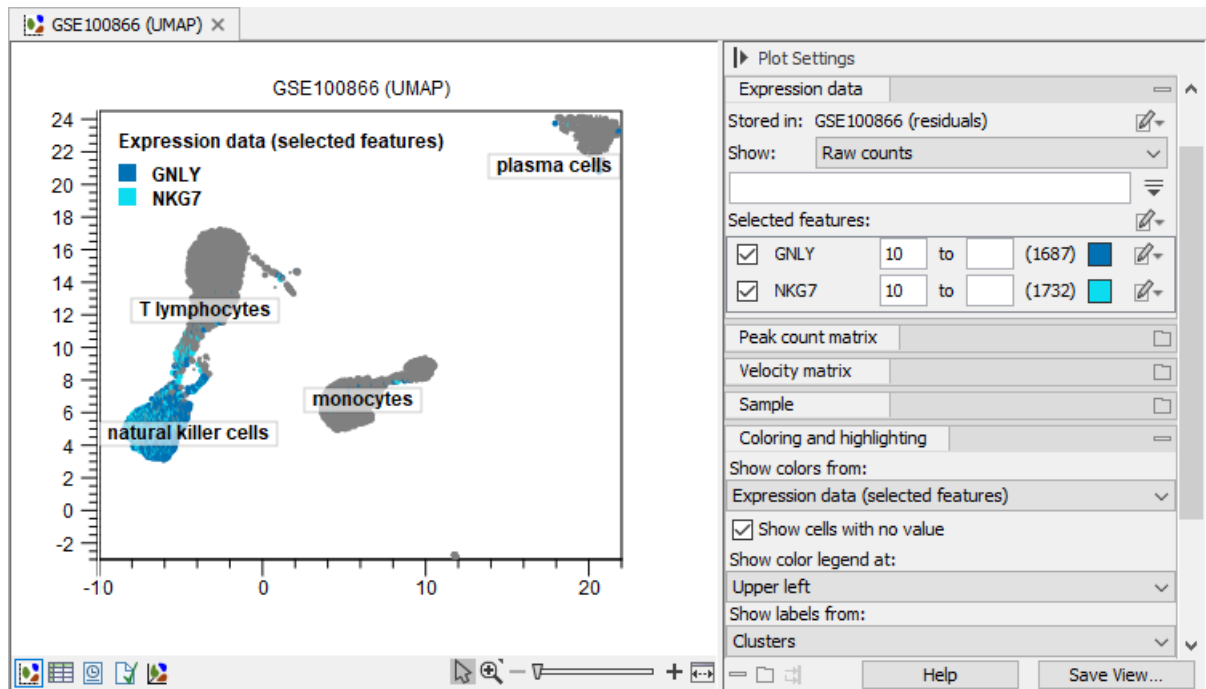 GSE100866 (UMAP)
GSE100866 (UMAP)
24
22
20
18
16
14
12
10
8
6
4
2
0
-2
-10
0
10
20
Expression data (selected features)
GNLY
NKG7
plasma cells
T lymphocytes
monocytes
natural killer cells
Plot Settings
Expression data
Stored in: GSE100866 (residuals)
Show: Raw counts
Selected features:
GNLY 10 to (1687)
NKG7 10 to (1732)
Peak count matrix
Velocity matrix
Sample
Coloring and highlighting
Show colors from:
Expression data (selected features)
Show cells with no value
Show color legend at:
Upper left
Show labels from:
Clusters
Help Save View...